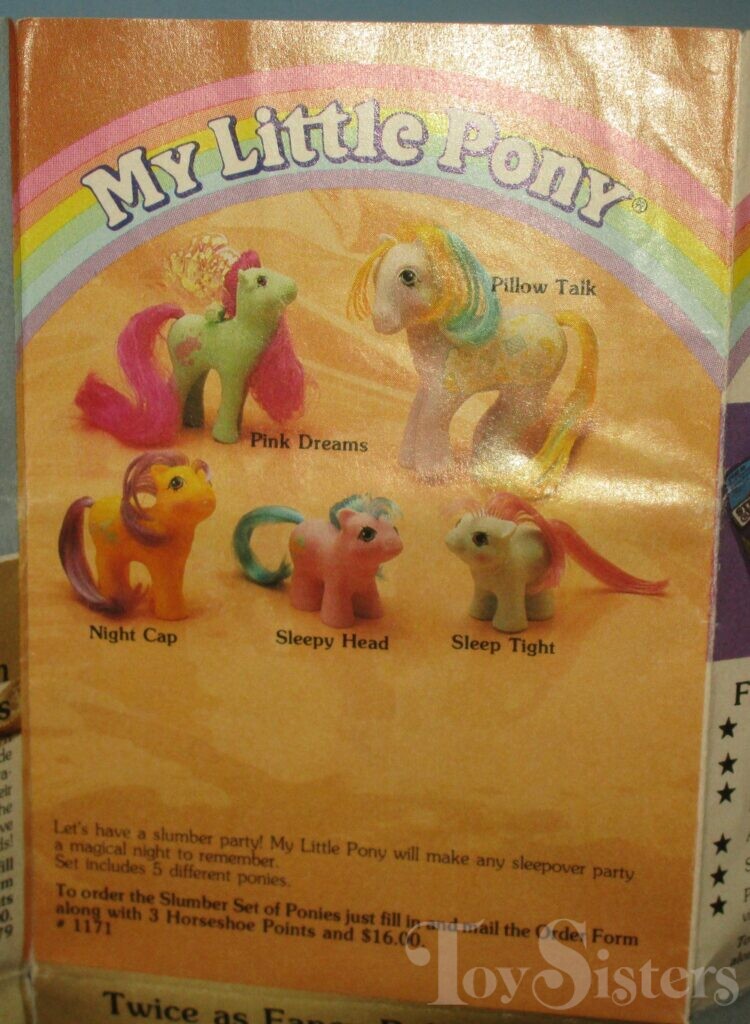 My Little Pony®
Pillow Talk
Pink Dreams
Night Cap
Sleepy Head
Sleep Tight
Let's have a slumber party! My Little Pony will make any sleepover party
a magical night to remember.
Set includes 5 different ponies.
To order the Slumber Set of Ponies just fill in and mail the Order Form
along with 3 Horseshoe Points and $16.00.
# 1171
Twice as
ToySisters